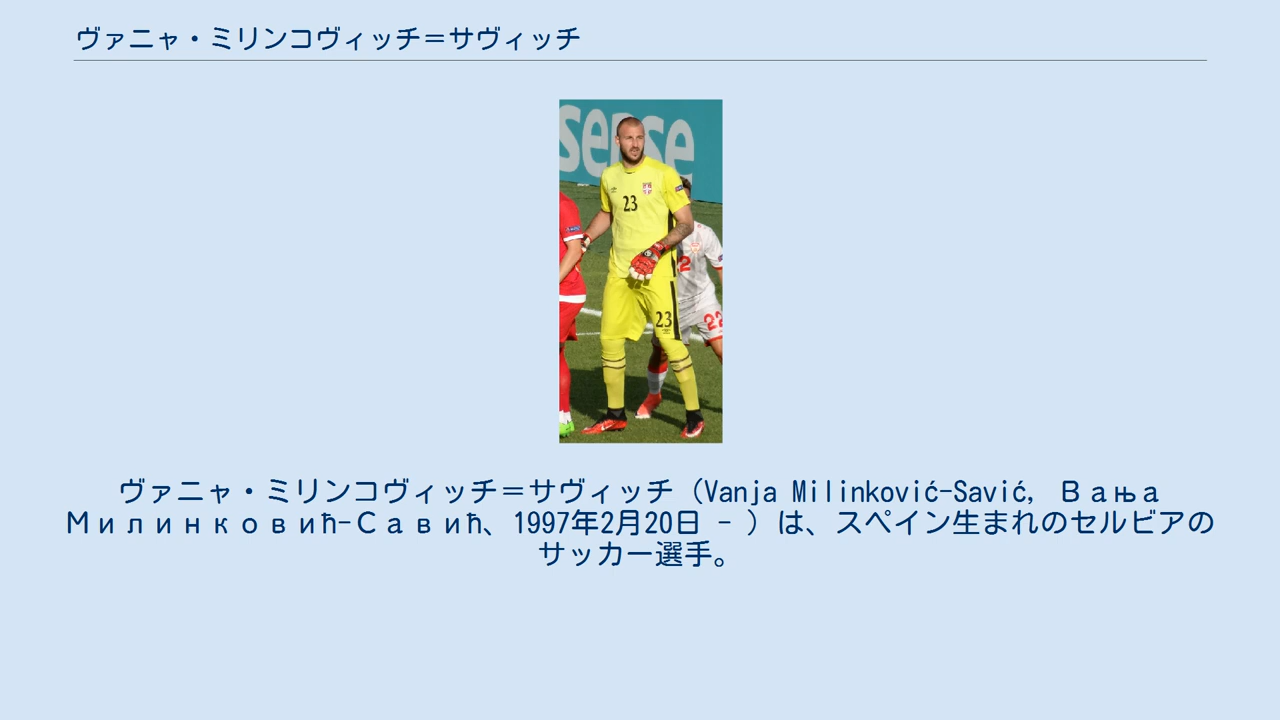 ヴァニャ・ミリンコヴィッチ＝サヴィッチ
sense
23
23
2
22
ヴァニャ・ミリンコヴィッチ＝サヴィッチ（Vanja Milinković-Savić, Вања
Милинковић-Савић、1997年2月20日 - ）は、スペイン生まれのセルビアの
サッカー選手。